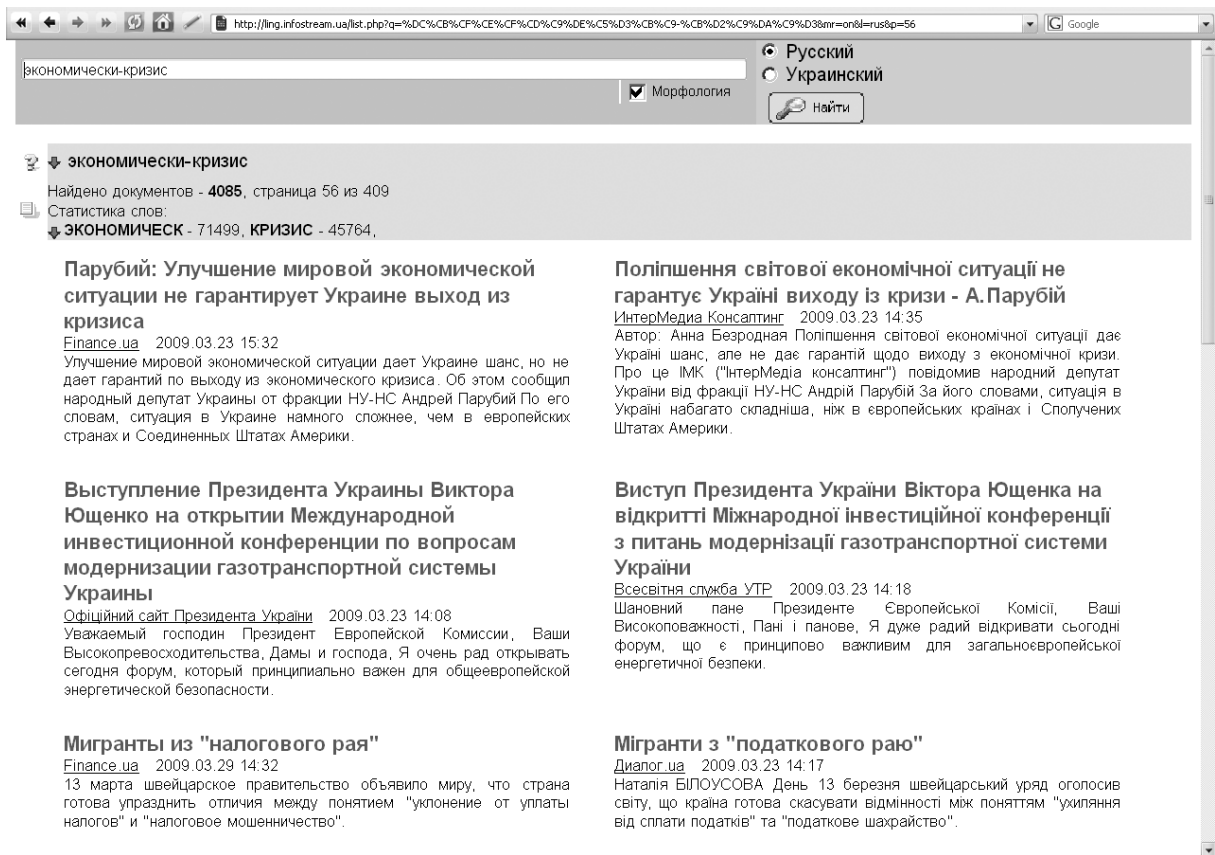 http://ling.infostream.ua/list.php?q=%DC%CB%CF%CE%CF%CD%C9%DE%C5%D3%CB%C9-%CB%D2%C9%DA%C9%D3&mr=on&l=rus&p=56
Google
экономически-кризис
Русский
Украинский
Морфология
Найти
экономически-кризис
Найдено документов - 4085, страница 56 из 409
Статистика слов:
ЭКОНОМИЧЕСК - 71499, КРИЗИС - 45764,
Парубий: Улучшение мировой экономической
ситуации не гарантирует Украине выход из
кризиса
Finance.ua 2009.03.23 15:32
Улучшение мировой экономической ситуации дает Украине шанс, но не
дает гарантий по выходу из экономического кризиса. Об этом сообщил
народный депутат Украины от фракции НУ-НС Андрей Парубий По его
словам, ситуация в Украине намного сложнее, чем в европейских
странах и Соединенных Штатах Америки.
Поліпшення світової економічної ситуації не
гарантує Україні виходу із кризи - А.Парубій
ИнтерМедиа Консалтинг 2009.03.23 14:35
Автор: Анна Безродная Поліпшення світової економічної ситуації дає
Україні шанс, але не дає гарантій щодо виходу з економічної кризи.
Про це ІМК ("ІнтерМедіа консалтинг") повідомив народний депутат
України від фракції НУ-НС Андрій Парубій За його словами, ситуація в
Україні набагато складніша, ніж в європейських країнах і Сполучених
Штатах Америки.
Выступление Президента Украины Виктора
Ющенко на открытии Международной
инвестиционной конференции по вопросам
модернизации газотранспортной системы
Украины
Офіційний сайт Президента України 2009.03.23 14:08
Уважаемый господин Президент Европейской Комиссии, Ваши
Высокопревосходительства, Дамы и господа, Я очень рад открывать
сегодня форум, который принципиально важен для общеевропейской
энергетической безопасности.
Виступ Президента України Віктора Ющенка на
відкритті Міжнародної інвестиційної конференції
з питань модернізації газотранспортної системи
України
Всесвітня служба УТР 2009.03.23 14:18
Шановний пане Президенте Європейської Комісії, Ваші
Високоповажності, Пані і панове, Я дуже радий відкривати сьогодні
форум, що є принципово важливим для загальноєвропейської
енергетичної безпеки.
Мигранты из "налогового рая"
Finance.ua 2009.03.29 14:32
13 марта швейцарское правительство объявило миру, что страна
готова упразднить отличия между понятием "уклонение от уплаты
налогов" и "налоговое мошенничество".
Мігранти з "податкового раю"
Диалог.ua 2009.03.23 14:17
Наталія БІЛОУСОВА День 13 березня швейцарський уряд оголосив
світу, що країна готова скасувати відмінності між поняттям "ухиляння
від сплати податків" та "податкове шахрайство".